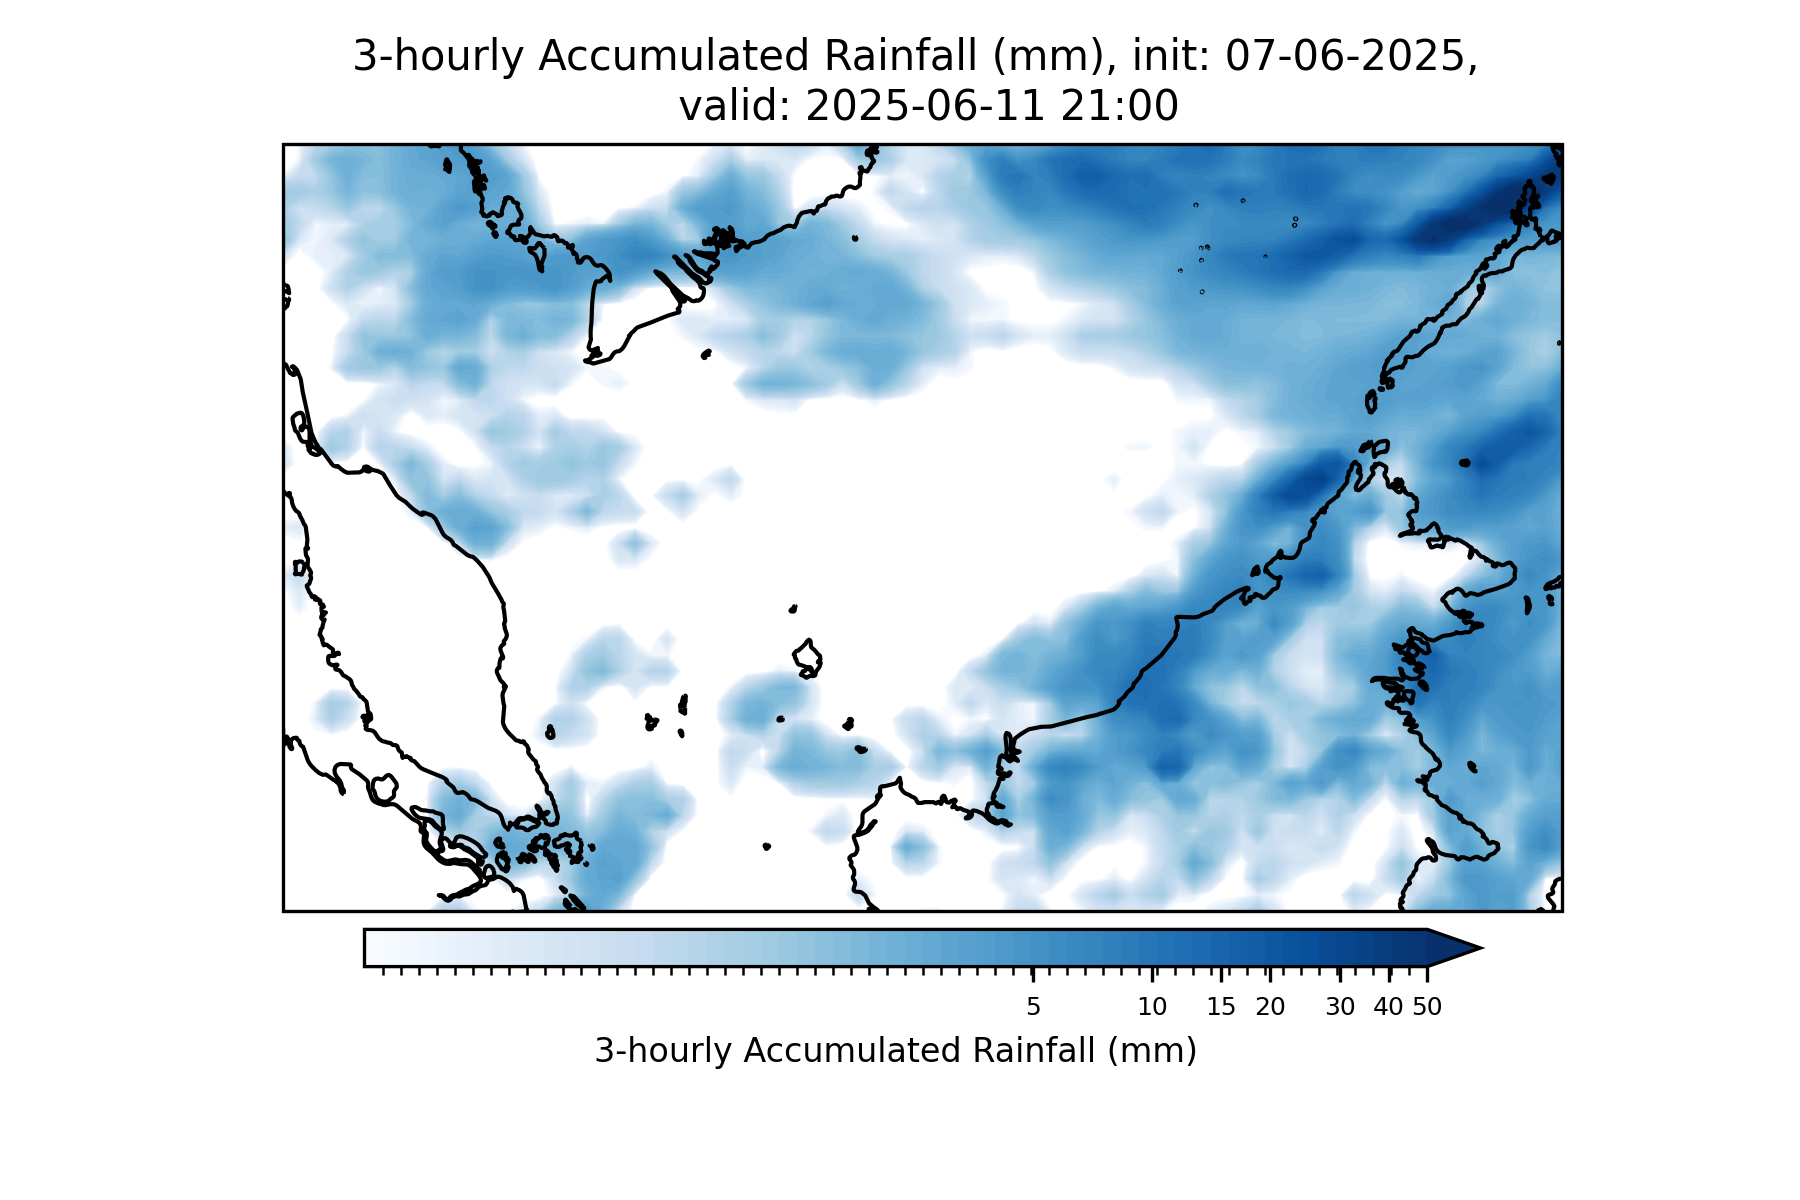 3-hourly Accumulated Rainfall (mm), init: 07-06-2025,
valid: 2025-06-11 21:00
5 10 15 20 30 40 50
3-hourly Accumulated Rainfall (mm)